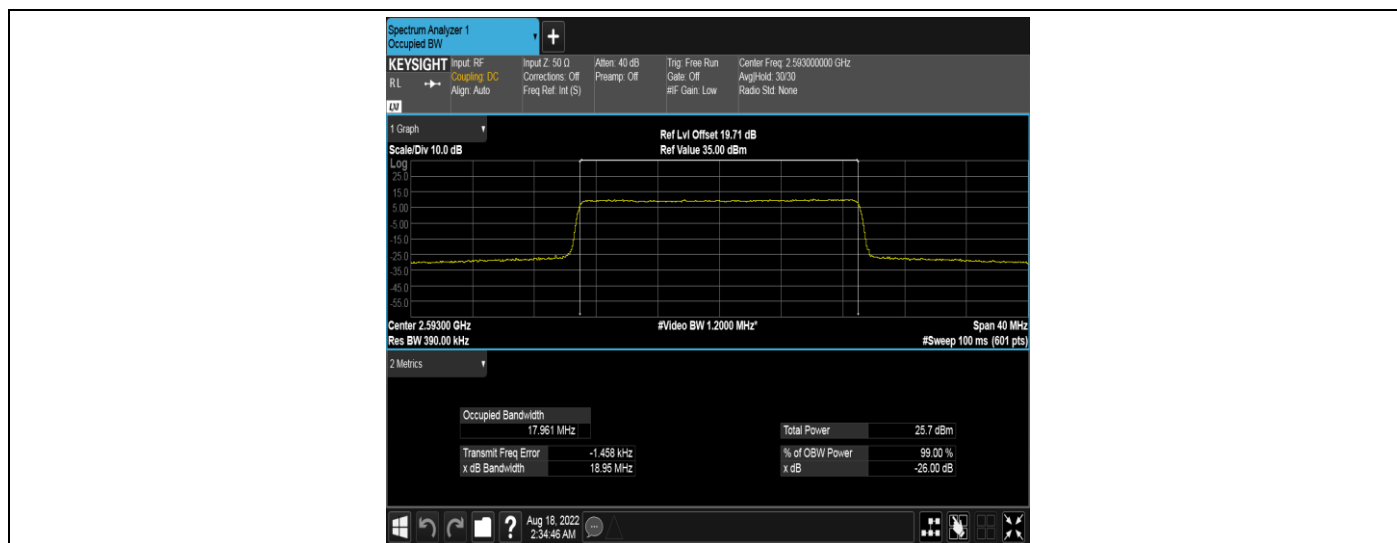 Spectrum Analyzer 1
Occupied BW
+
KEYSIGHT Input: RF Input Z: 50 Ω Atten: 40 dB Trig: Free Run Center Freq: 2.593000000 GHz
RL Coupling: DC Corrections: Off Preamp: Off Gate: Off Avg|Hold: 30/30
Align: Auto Freq Ref: Int (S) #IF Gain: Low Radio Std: None
LXI
1 Graph Ref Lvl Offset 19.71 dB
Scale/Div 10.0 dB Ref Value 35.00 dBm
Log
25.0
15.0
5.00
-5.00
-15.0
-25.0
-35.0
-45.0
-55.0
Center 2.59300 GHz #Video BW 1.2000 MHz* Span 40 MHz
Res BW 390.00 kHz #Sweep 100 ms (601 pts)
2 Metrics
Occupied Bandwidth
17.961 MHz Total Power 25.7 dBm
Transmit Freq Error -1.458 kHz % of OBW Power 99.00 %
x dB Bandwidth 18.95 MHz x dB -26.00 dB
? Aug 18, 2022
2:34:46 AM